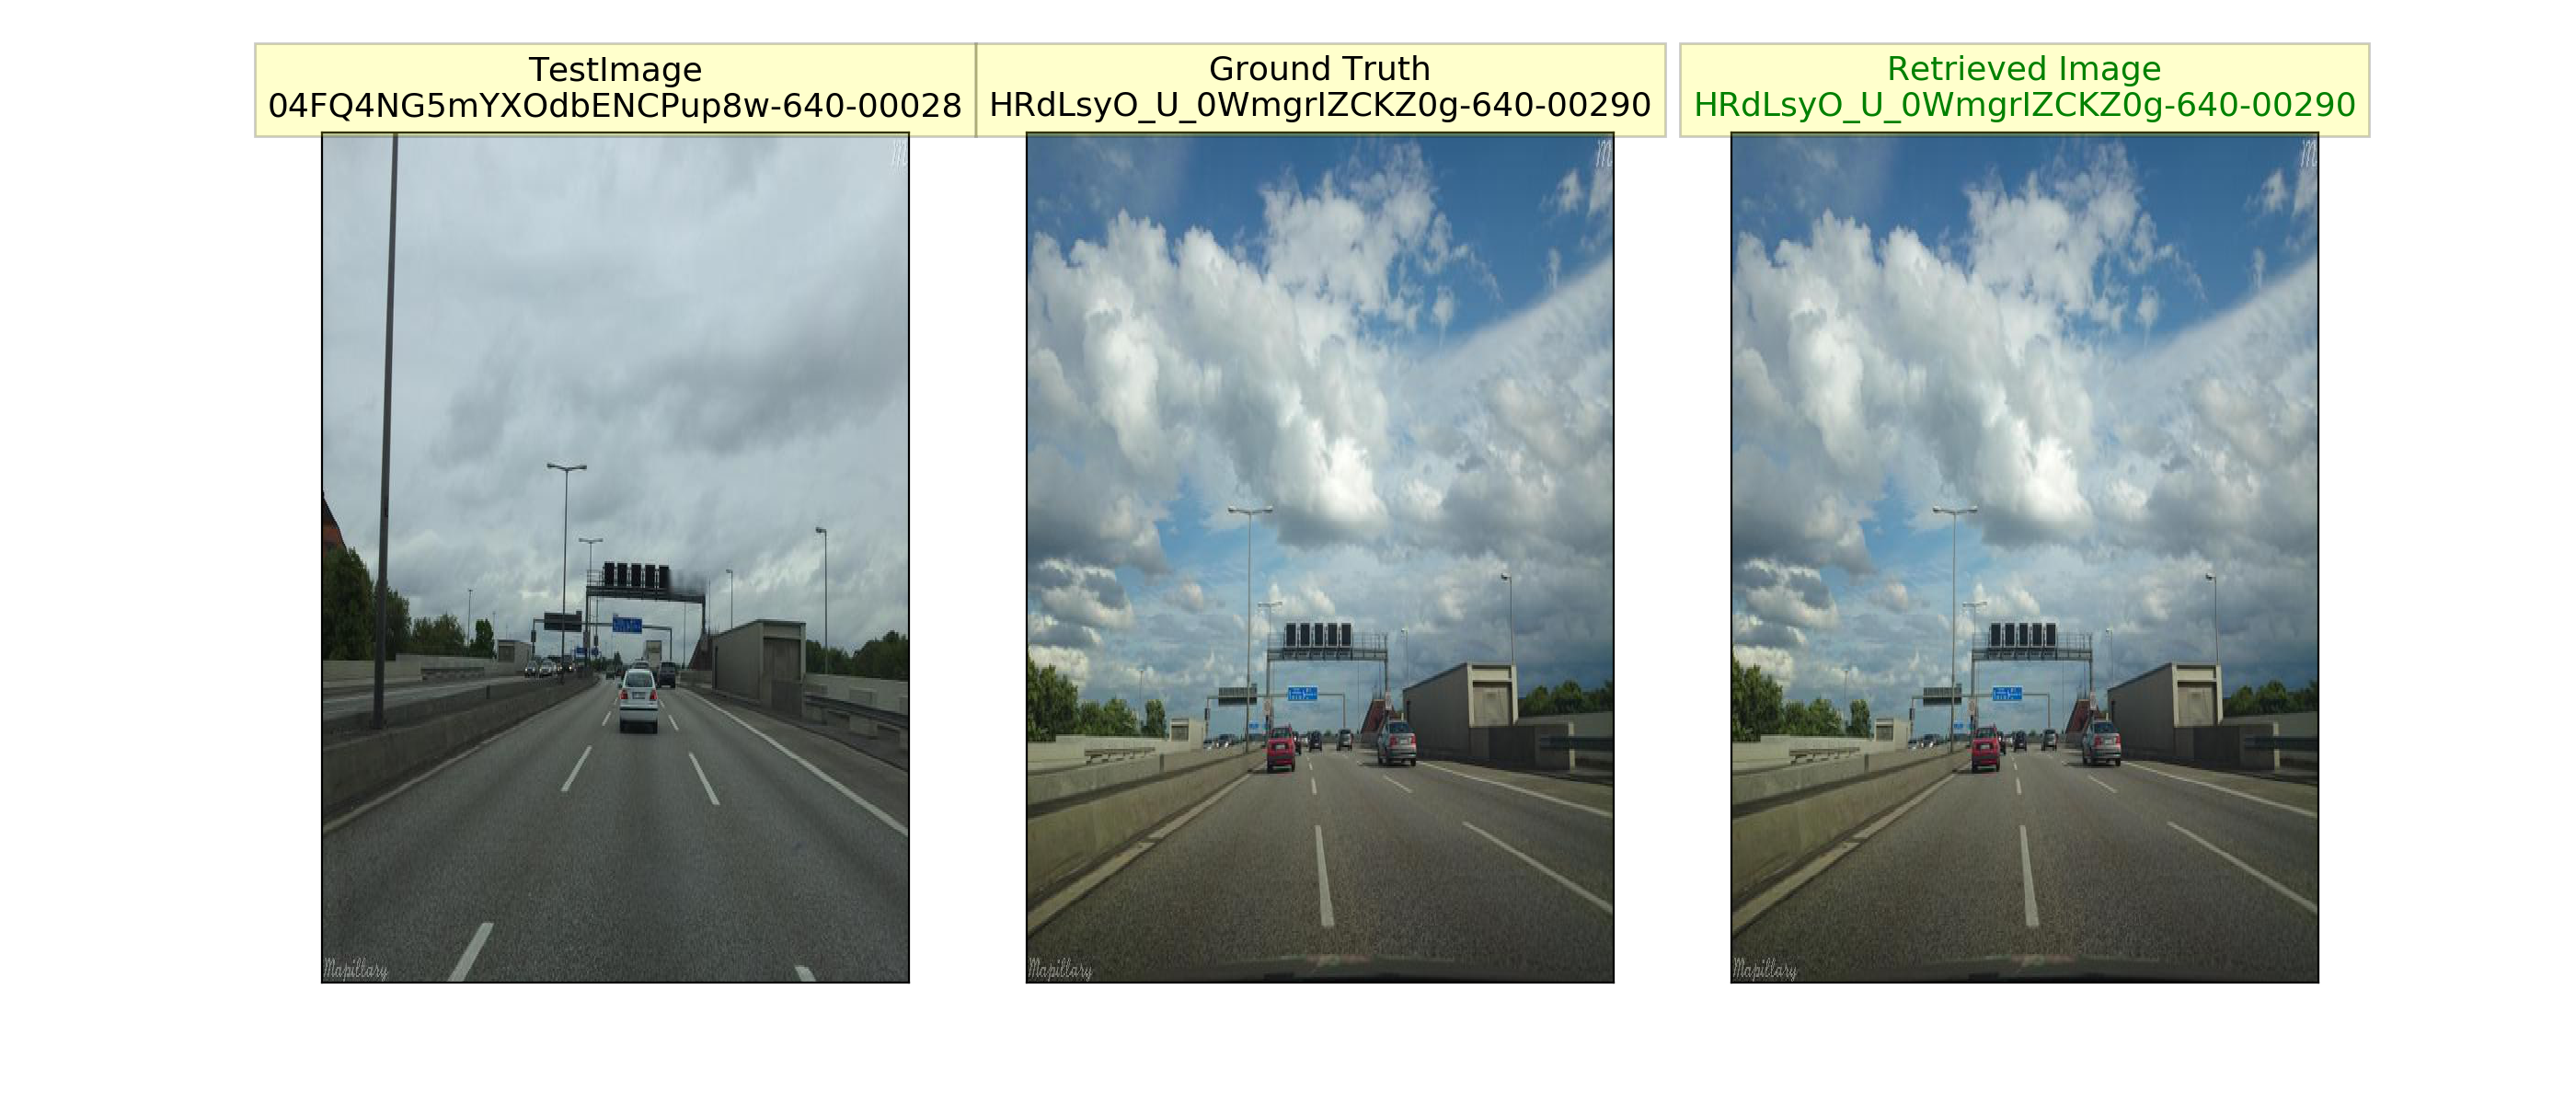 TestImage
04FQ4NG5mYXOdbENCPup8w-640-00028
Ground Truth
HRdLsyO_U_0WmgrIZCKZ0g-640-00290
Retrieved Image
HRdLsyO_U_0WmgrIZCKZ0g-640-00290
M
M
M
Mapillary
Mapillary
Mapillary